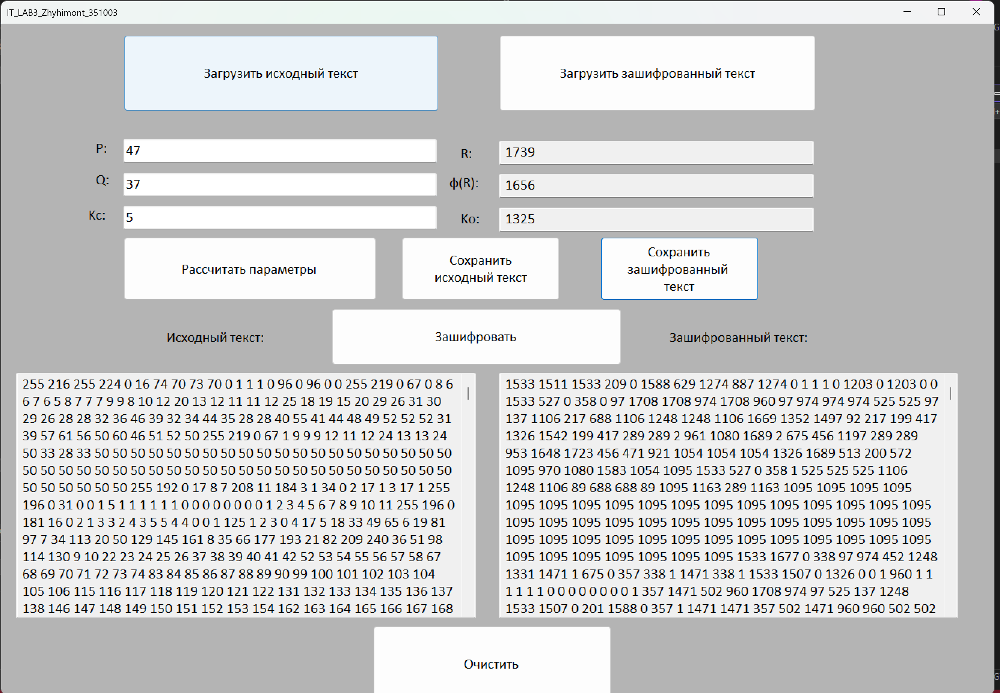 IT_LAB3_Zhyhimont_351003
Загрузить исходный текст
Загрузить зашифрованный текст
P:
47
R:
1739
Q:
37
ф(R):
1656
Кс:
5
Ко:
1325
Рассчитать параметры
Сохранить
исходный текст
Сохранить
зашифрованный
текст
Исходный текст:
Зашифровать
Зашифрованный текст:
255 216 255 224 0 16 74 70 73 70 0 1 1 1 0 96 0 96 0 0 255 219 0 67 0 8 6
6 7 6 5 8 7 7 7 9 9 8 10 12 20 13 12 11 11 12 25 18 19 15 20 29 26 31 30
29 26 28 28 32 36 46 39 32 34 44 35 28 28 40 55 41 44 48 49 52 52 52 31
39 57 61 56 50 60 46 51 52 50 255 219 0 67 1 9 9 9 12 11 12 24 13 13 24
50 33 28 33 50 50 50 50 50 50 50 50 50 50 50 50 50 50 50 50 50 50 50 50
50 50 50 50 50 50 50 50 50 50 50 50 50 50 50 50 50 50 50 50 50 50 50 50
50 50 50 50 50 50 255 192 0 17 8 7 208 11 184 3 1 34 0 2 17 1 3 17 1 255
196 0 31 0 0 1 5 1 1 1 1 1 1 0 0 0 0 0 0 0 0 1 2 3 4 5 6 7 8 9 10 11 255 196 0
181 16 0 2 1 3 3 2 4 3 5 5 4 4 0 0 1 125 1 2 3 0 4 17 5 18 33 49 65 6 19 81
97 7 34 113 20 50 129 145 161 8 35 66 177 193 21 82 209 240 36 51 98
114 130 9 10 22 23 24 25 26 37 38 39 40 41 42 52 53 54 55 56 57 58 67
68 69 70 71 72 73 74 83 84 85 86 87 88 89 90 99 100 101 102 103 104
105 106 115 116 117 118 119 120 121 122 131 132 133 134 135 136 137
138 146 147 148 149 150 151 152 153 154 162 163 164 165 166 167 168
1533 1511 1533 209 0 1588 629 1274 887 1274 0 1 1 1 0 1203 0 1203 0 0
1533 527 0 358 0 97 1708 1708 974 1708 960 97 974 974 974 525 525 97
137 1106 217 688 1106 1248 1248 1106 1669 1352 1497 92 217 199 417
1326 1542 199 417 289 289 2 961 1080 1689 2 675 456 1197 289 289
953 1648 1723 456 471 921 1054 1054 1054 1326 1689 513 200 572
1095 970 1080 1583 1054 1095 1533 527 0 358 1 525 525 525 1106
1248 1106 89 688 688 89 1095 1163 289 1163 1095 1095 1095 1095
1095 1095 1095 1095 1095 1095 1095 1095 1095 1095 1095 1095 1095
1095 1095 1095 1095 1095 1095 1095 1095 1095 1095 1095 1095 1095
1095 1095 1095 1095 1095 1095 1095 1095 1095 1095 1095 1095 1095
1095 1095 1095 1095 1095 1095 1095 1533 1677 0 338 97 974 452 1248
1331 1471 1 675 0 357 338 1 1471 338 1 1533 1507 0 1326 0 0 1 960 1 1
1 1 1 1 0 0 0 0 0 0 0 0 1 357 1471 502 960 1708 974 97 525 137 1248
1533 1507 0 201 1588 0 357 1 1471 1471 357 502 1471 960 960 502 502
Очистить